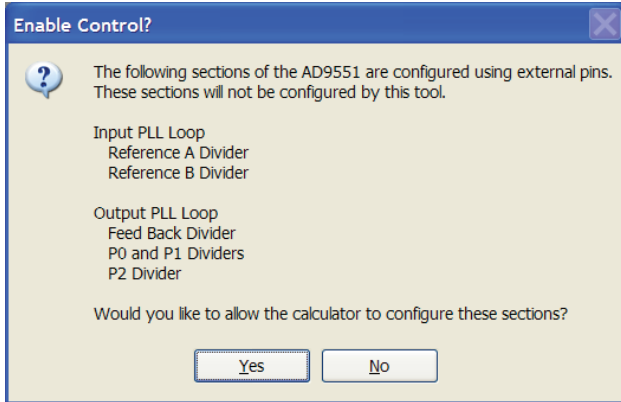 Enable Control?
The following sections of the AD9551 are configured using external pins.
These sections will not be configured by this tool.
Input PLL Loop
Reference A Divider
Reference B Divider
Output PLL Loop
Feed Back Divider
P0 and P1 Dividers
P2 Divider
Would you like to allow the calculator to configure these sections?
Yes
No